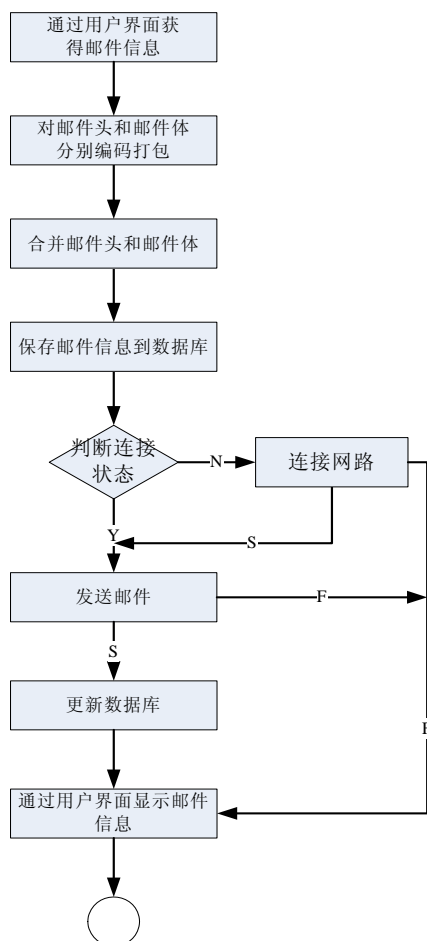 通过用户界面获
得邮件信息
对邮件头和邮件体
分别编码打包
合并邮件头和邮件体
保存邮件信息到数据库
判断连接
状态
N
连接网路
Y
S
发送邮件
F
S
更新数据库
通过用户界面显示邮件
信息